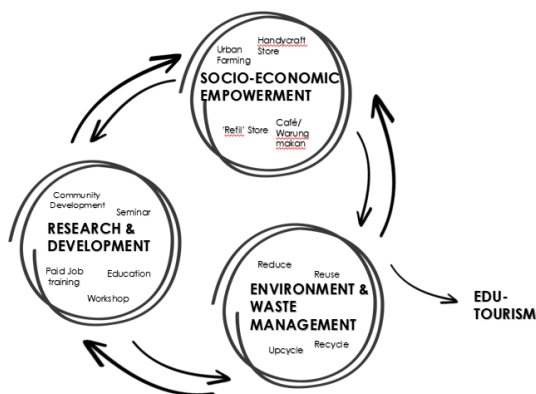 Urban
Farming
Handycraft
Store
SOCIO-ECONOMIC
EMPOWERMENT
'Refil' Store
Café/
Warung
makan
Community
Development
Seminar
RESEARCH &
DEVELOPMENT
Paid Job
training
Education
Workshop
Reduce
Reuse
ENVIRONMENT &
WASTE
MANAGEMENT
Upcycle
Recycle
EDU-
TOURISM